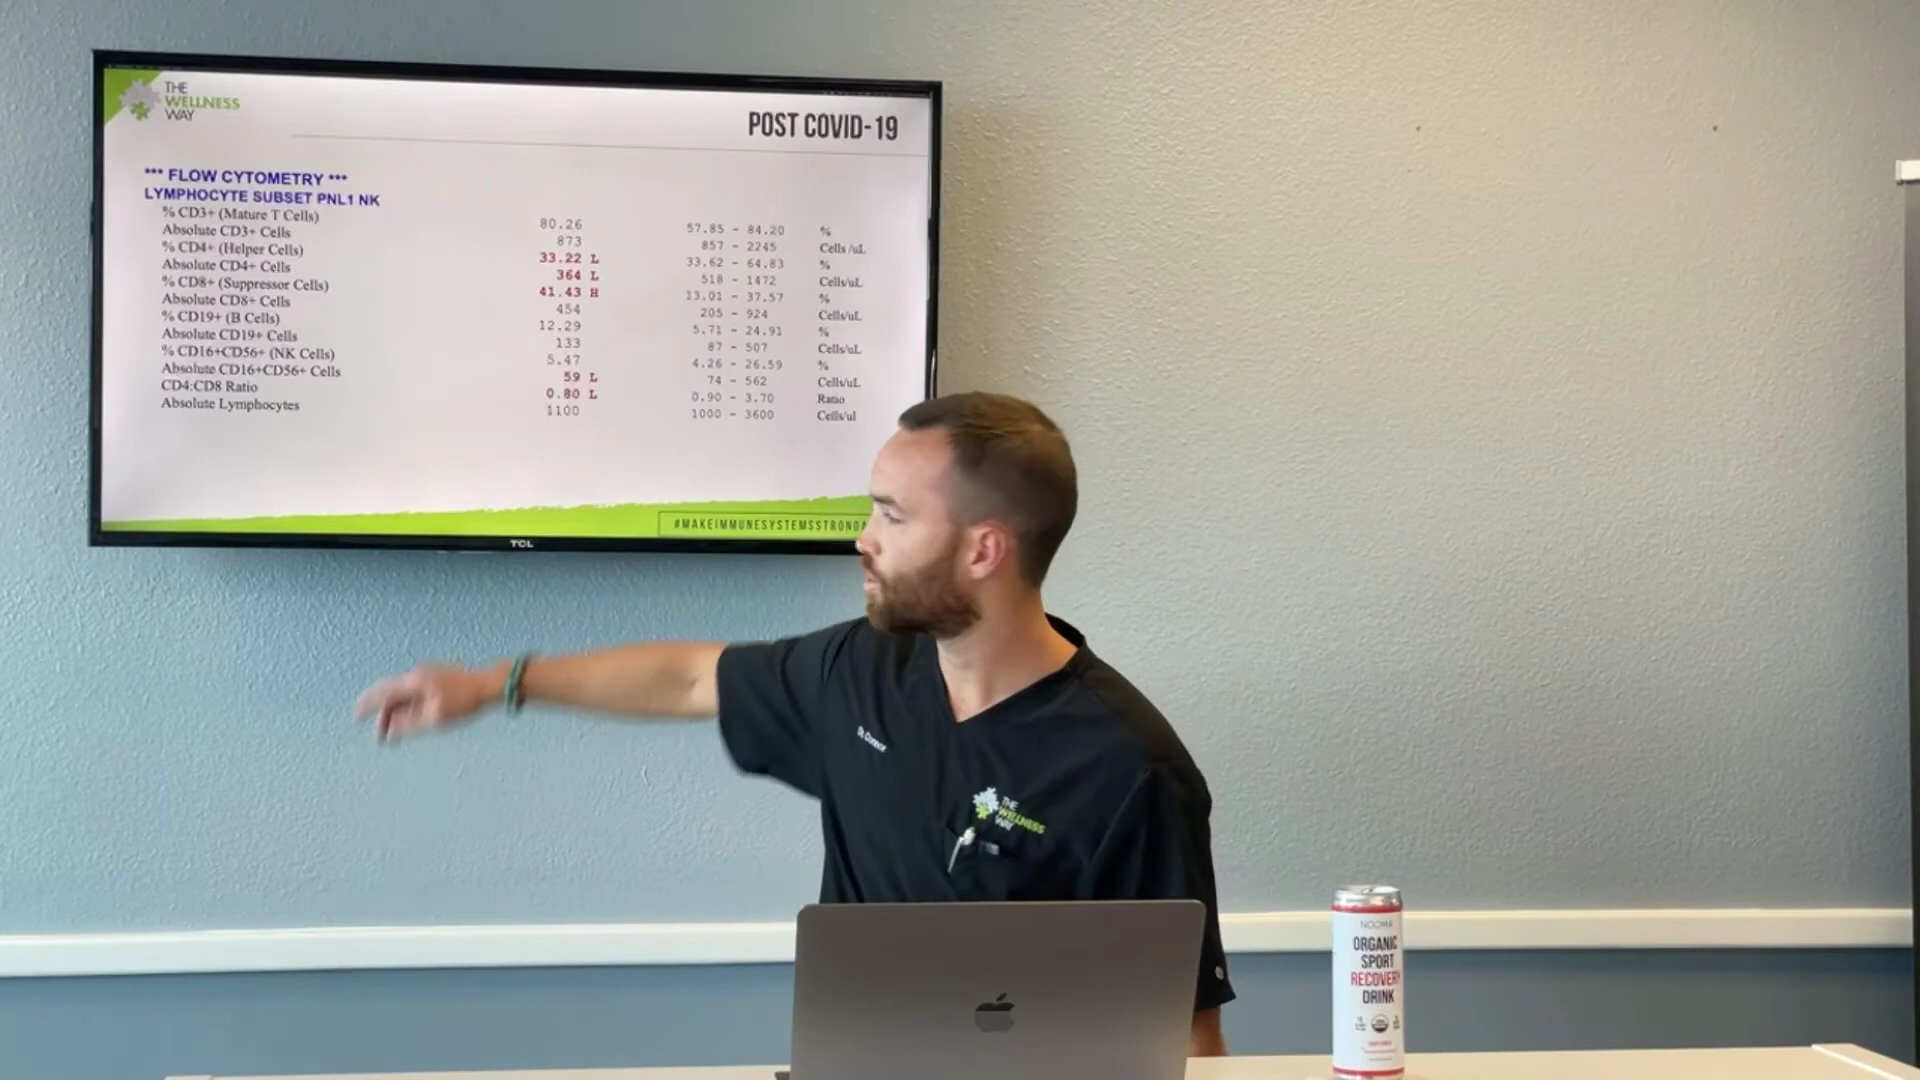 THE
WELLNESS
WAY
POST COVID-19
*** FLOW CYTOMETRY ***
LYMPHOCYTE SUBSET PNL1 NK
% CD3+ (Mature T Cells) 80.26 57.85 - 84.20 %
Absolute CD3+ Cells 873 857 - 2245 Cells/uL
% CD4+ (Helper Cells) 33.22 L 33.62 - 64.83 %
Absolute CD4+ Cells 364 L 518 - 1472 Cells/uL
% CD8+ (Suppressor Cells) 41.43 H 13.01 - 37.57 %
Absolute CD8+ Cells 454 205 - 924 Cells/uL
% CD19+ (B Cells) 12.29 5.71 - 24.91 %
Absolute CD19+ Cells 133 87 - 507 Cells/uL
% CD16+CD56+ (NK Cells) 5.47 4.26 - 26.59 %
Absolute CD16+CD56+ Cells 59 L 74 - 562 Cells/uL
CD4:CD8 Ratio 0.80 L 0.90 - 3.70 Ratio
Absolute Lymphocytes 1100 1000 - 3600 Cells/ul
#MAKEIMMUNESYSTEMSSTRONGA
TCL
Dr. Connor
THE
WELLNESS
WAY
NOOMA
ORGANIC
SPORT
RECOVERY
DRINK